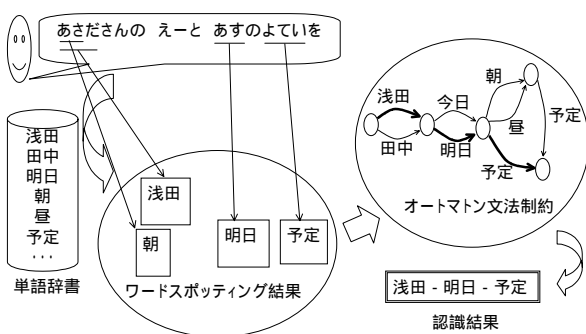 あさださんの えーと あすのよていを
浅田
田中
明日
朝
昼
予定
・・・
単語辞書
浅田
朝
明日
予定
ワードスポッティング結果
浅田
田中
今日
明日
朝
昼
予定
予定
オートマトン文法制約
浅田 - 明日 - 予定
認識結果